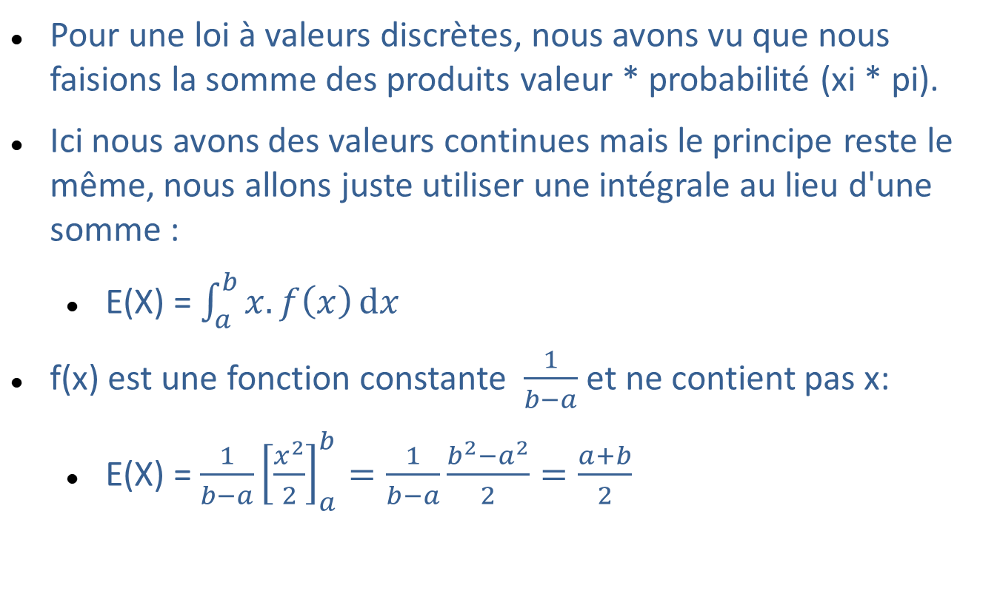 • Pour une loi à valeurs discrètes, nous avons vu que nous
faisions la somme des produits valeur * probabilité (xi * pi).
• Ici nous avons des valeurs continues mais le principe reste le
même, nous allons juste utiliser une intégrale au lieu d'une
somme :
• E(X) = $\int_a^b x.f(x)\,\mathrm{d}x$
• f(x) est une fonction constante $\frac{1}{b-a}$ et ne contient pas x:
• E(X) = $\frac{1}{b-a}\left[\frac{x^2}{2}\right]_a^b = \frac{1}{b-a}\frac{b^2-a^2}{2} = \frac{a+b}{2}$